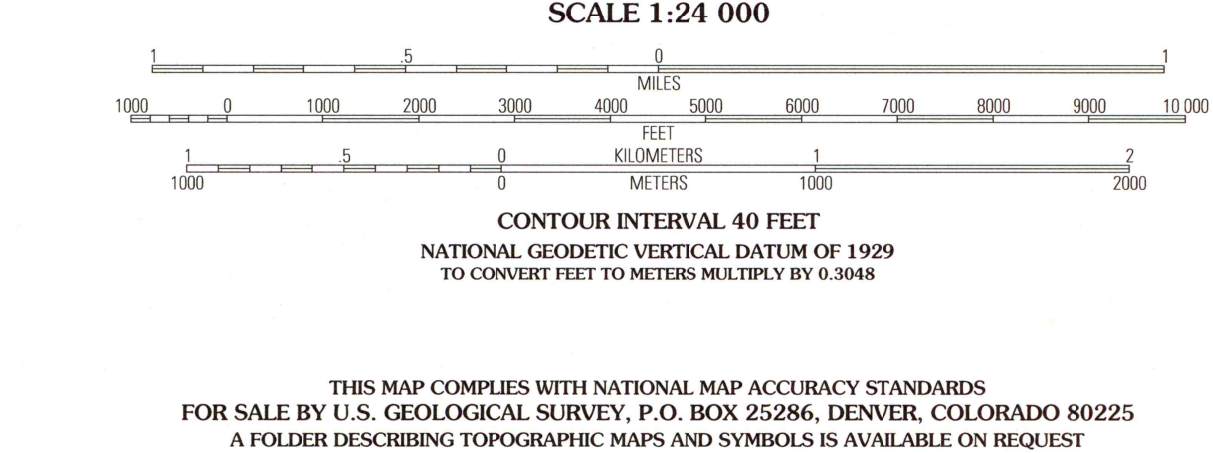 SCALE 1:24 000
1 .5 0 1
MILES
1000 0 1000 2000 3000 4000 5000 6000 7000 8000 9000 10 000
FEET
1 .5 0 KILOMETERS 1 2
1000 0 METERS 1000 2000
CONTOUR INTERVAL 40 FEET
NATIONAL GEODETIC VERTICAL DATUM OF 1929
TO CONVERT FEET TO METERS MULTIPLY BY 0.3048
THIS MAP COMPLIES WITH NATIONAL MAP ACCURACY STANDARDS
FOR SALE BY U.S. GEOLOGICAL SURVEY, P.O. BOX 25286, DENVER, COLORADO 80225
A FOLDER DESCRIBING TOPOGRAPHIC MAPS AND SYMBOLS IS AVAILABLE ON REQUEST